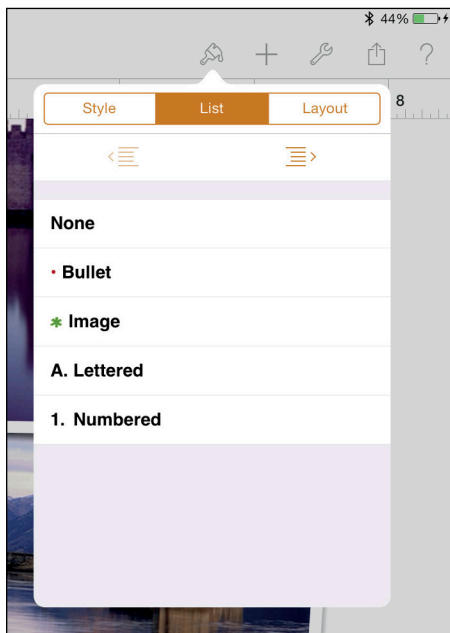 44%
?
8
Style List Layout
None
• Bullet
* Image
A. Lettered
1. Numbered